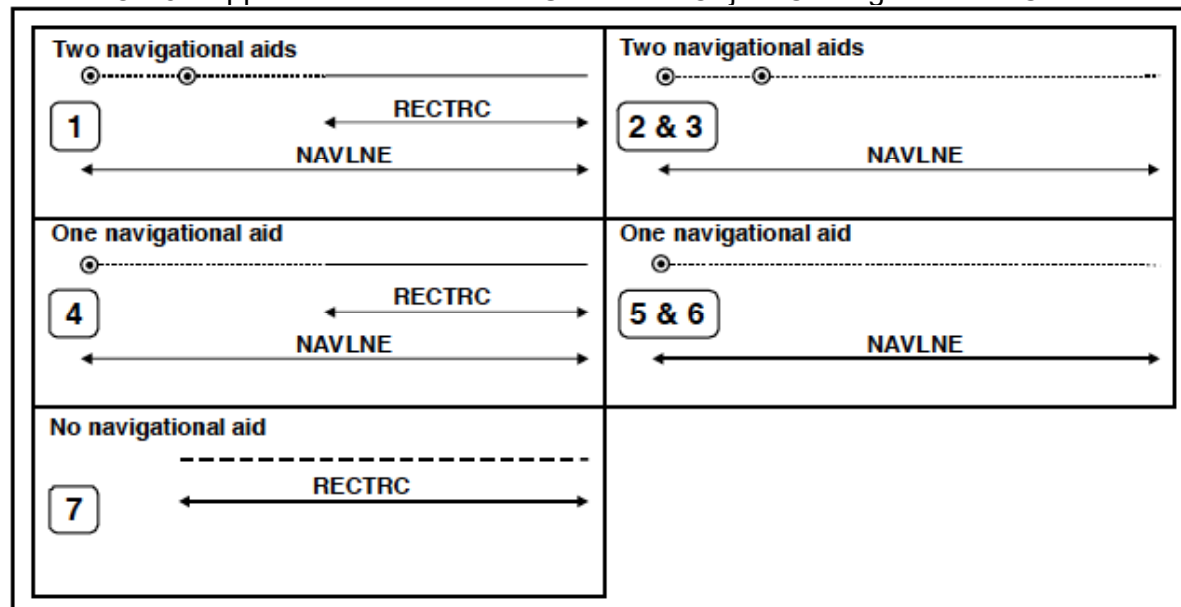 Two navigational aids
1
RECTRC
NAVLNE
Two navigational aids
2 & 3
NAVLNE
One navigational aid
4
RECTRC
NAVLNE
One navigational aid
5 & 6
NAVLNE
No navigational aid
7
RECTRC